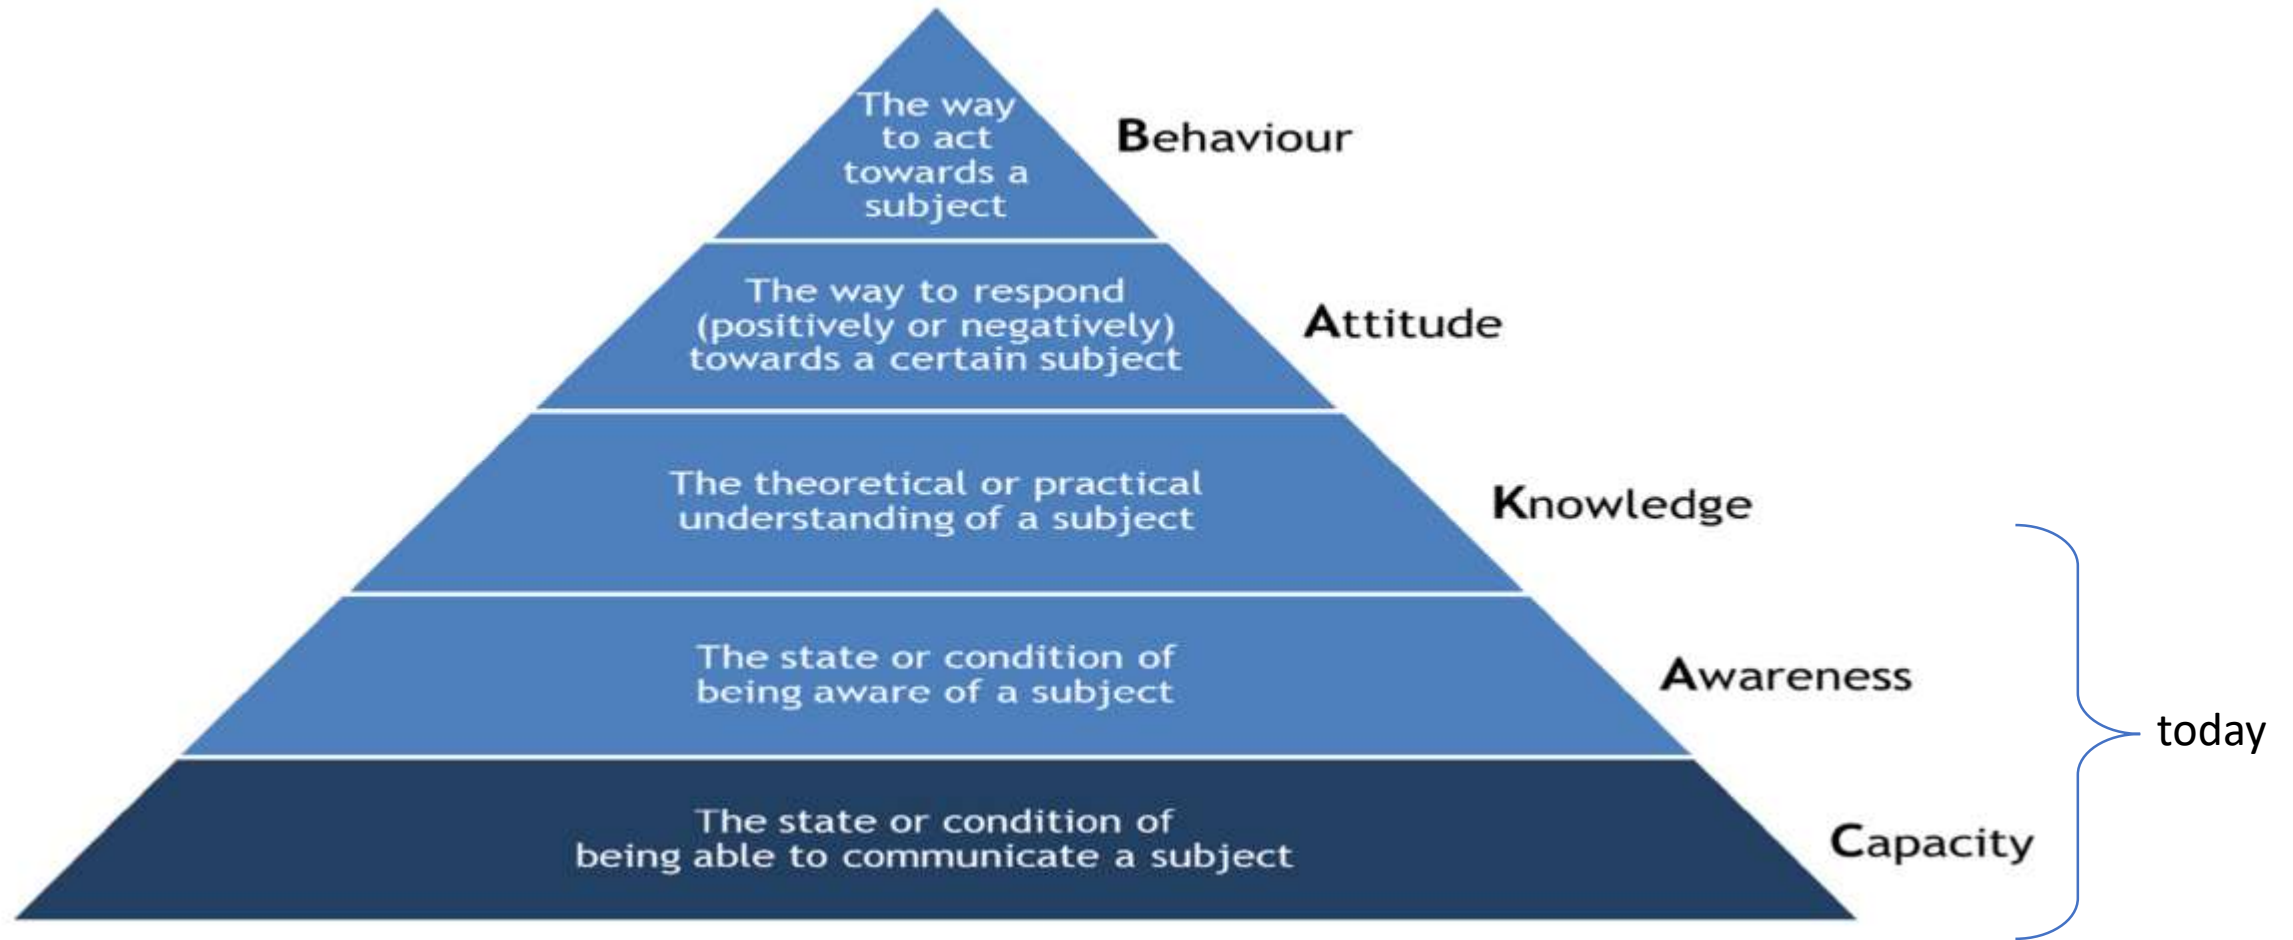 The way
to act
towards a
subject
Behaviour
The way to respond
(positively or negatively)
towards a certain subject
Attitude
The theoretical or practical
understanding of a subject
Knowledge
The state or condition of
being aware of a subject
Awareness
today
The state or condition of
being able to communicate a subject
Capacity